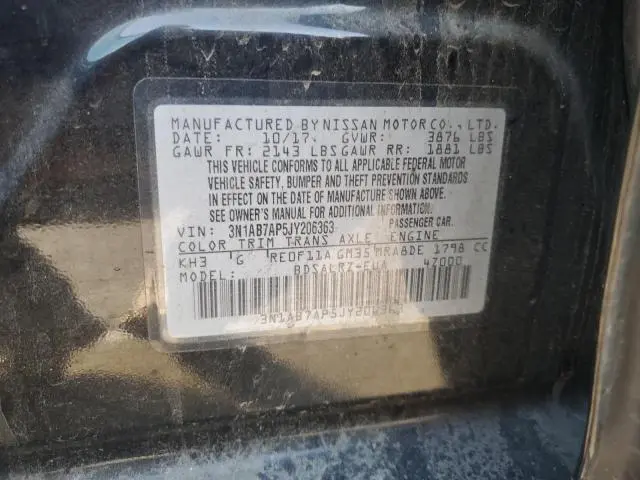 MANUFACTURED BY NISSAN MOTOR CO., LTD.
DATE: 10/17 GVWR: 3876 LBS
GAWR FR: 2143 LBS GAWR RR: 1881 LBS
THIS VEHICLE CONFORMS TO ALL APPLICABLE FEDERAL MOTOR
VEHICLE SAFETY, BUMPER AND THEFT PREVENTION STANDARDS
IN EFFECT ON THE DATE OF MANUFACTURE SHOWN ABOVE.
SEE OWNER'S MANUAL FOR ADDITIONAL INFORMATION.
VIN: 3N1AB7AP5JY206363 PASSENGER CAR.
COLOR TRIM TRANS AXLE ENGINE
KH3 G RE0F11A GM35 MRA8DE 1798 CC
MODEL: BDSALRZ-EUA 47000
3N1AB7AP5JY206363